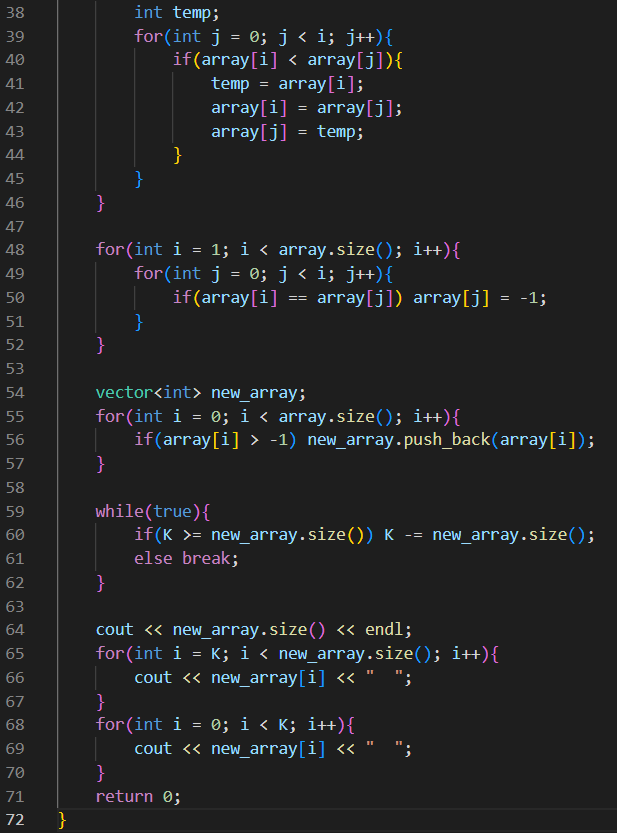 38 int temp;
39 for(int j = 0; j < i; j++){
40 if(array[i] < array[j]){
41 temp = array[i];
42 array[i] = array[j];
43 array[j] = temp;
44 }
45 }
46 }
47
48 for(int i = 1; i < array.size(); i++){
49 for(int j = 0; j < i; j++){
50 if(array[i] == array[j]) array[j] = -1;
51 }
52 }
53
54 vector<int> new_array;
55 for(int i = 0; i < array.size(); i++){
56 if(array[i] > -1) new_array.push_back(array[i]);
57 }
58
59 while(true){
60 if(K >= new_array.size()) K -= new_array.size();
61 else break;
62 }
63
64 cout << new_array.size() << endl;
65 for(int i = K; i < new_array.size(); i++){
66 cout << new_array[i] << "  ";
67 }
68 for(int i = 0; i < K; i++){
69 cout << new_array[i] << "  ";
70 }
71 return 0;
72 }